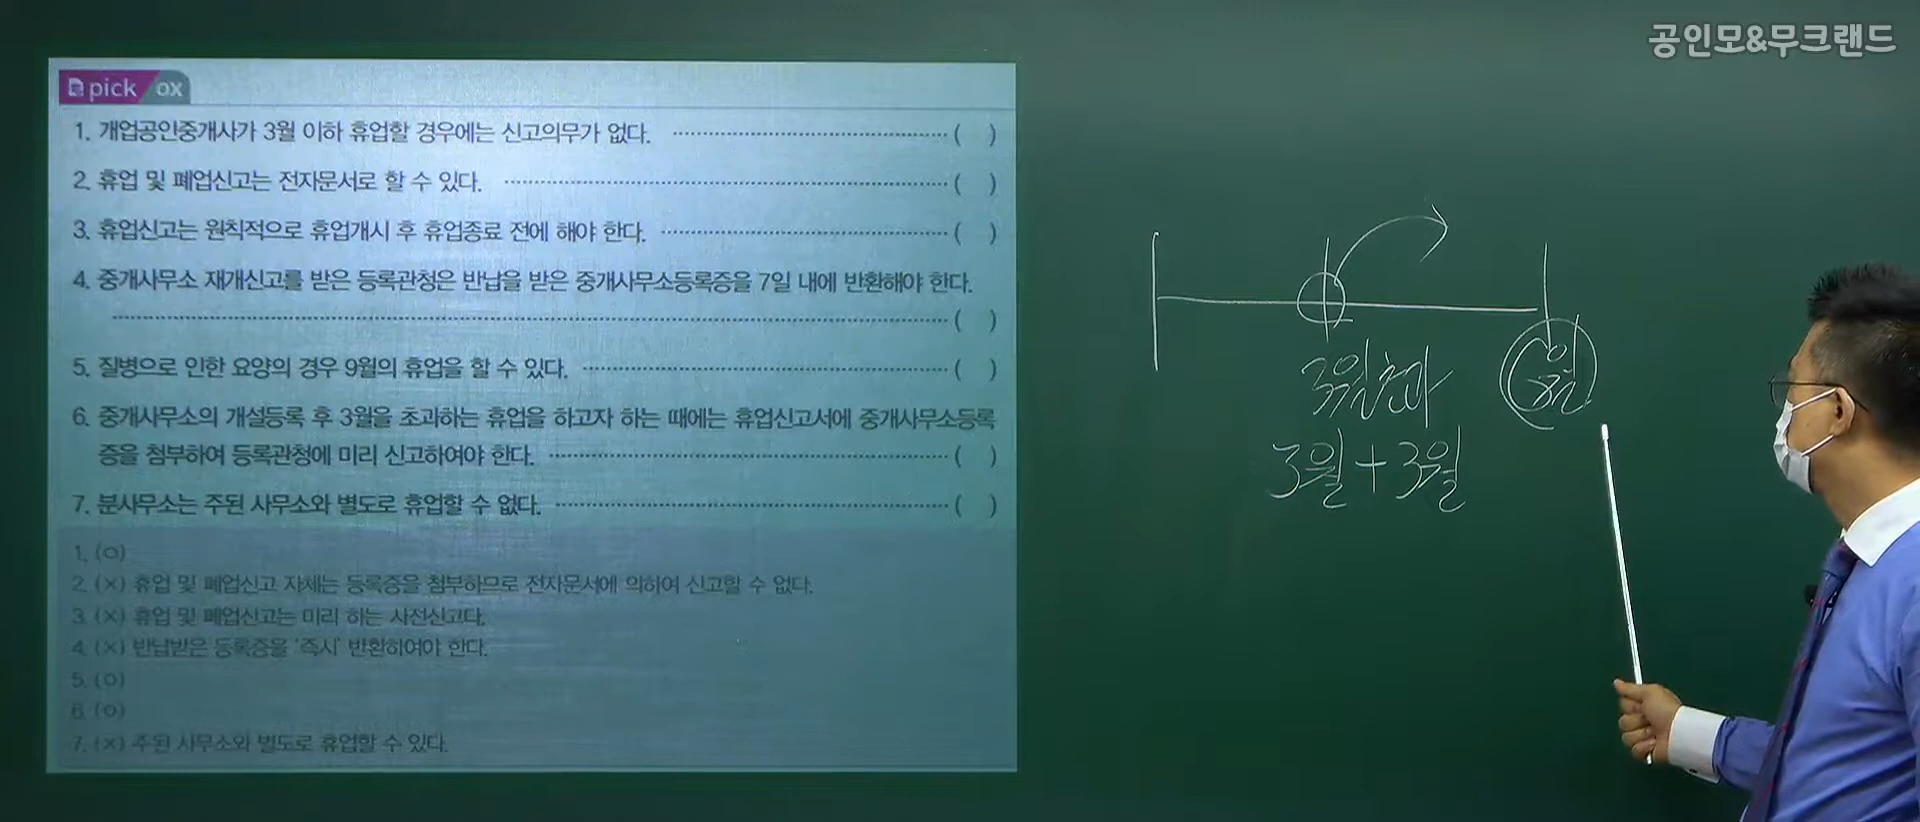 공인모&무크랜드
pick ox
1. 개업공인중개사가 3월 이하 휴업할 경우에는 신고의무가 없다. ( )
2. 휴업 및 폐업신고는 전자문서로 할 수 있다. ( )
3. 휴업신고는 원칙적으로 휴업개시 후 휴업종료 전에 해야 한다. ( )
4. 중개사무소 재개신고를 받은 등록관청은 반납을 받은 중개사무소등록증을 7일 내에 반환해야 한다.
( )
5. 질병으로 인한 요양의 경우 9월의 휴업을 할 수 있다. ( )
6. 중개사무소의 개설등록 후 3월을 초과하는 휴업을 하고자 하는 때에는 휴업신고서에 중개사무소등록
증을 첨부하여 등록관청에 미리 신고하여야 한다. ( )
7. 분사무소는 주된 사무소와 별도로 휴업할 수 없다. ( )
1. (○)
2. (×) 휴업 및 폐업신고 자체는 등록증을 첨부하므로 전자문서에 의하여 신고할 수 없다.
3. (×) 휴업 및 폐업신고는 미리 하는 사전신고다.
4. (×) 반납받은 등록증을 '즉시' 반환하여야 한다.
5. (○)
6. (○)
7. (×) 주된 사무소와 별도로 휴업할 수 있다.
3월초과
3월+3월